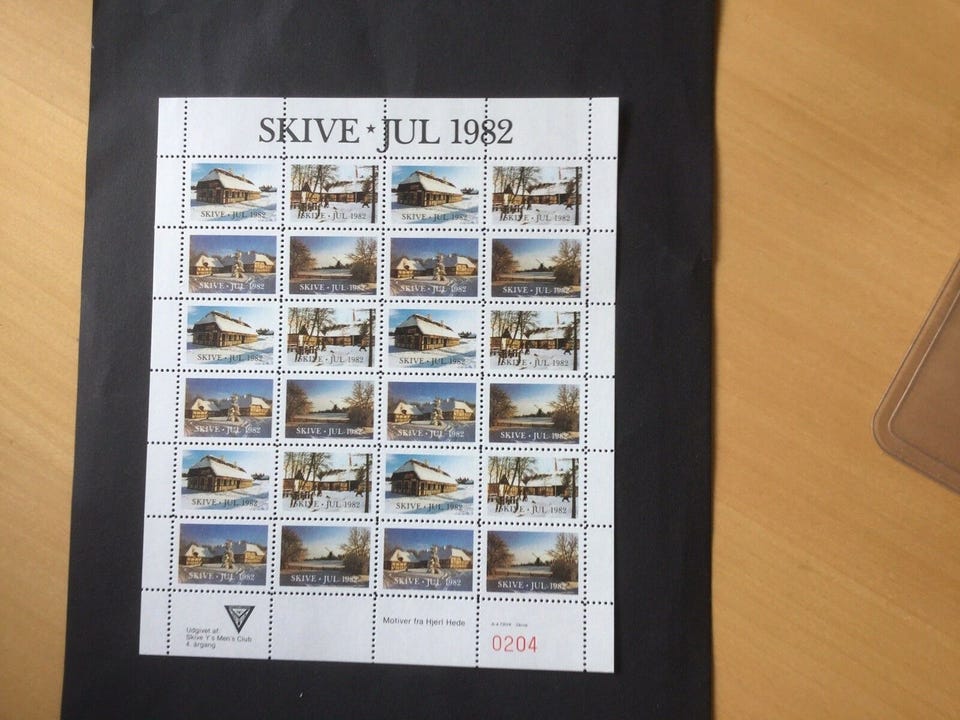 SKIVE ★ JUL 1982
SKIVE · JUL 1982 SKIVE · JUL 1982 SKIVE · JUL 1982 SKIVE · JUL 1982
SKIVE · JUL 1982 SKIVE · JUL 1982 SKIVE · JUL 1982 SKIVE · JUL 1982
SKIVE · JUL 1982 SKIVE · JUL 1982 SKIVE · JUL 1982 SKIVE · JUL 1982
SKIVE · JUL 1982 SKIVE · JUL 1982 SKIVE · JUL 1982 SKIVE · JUL 1982
SKIVE · JUL 1982 SKIVE · JUL 1982 SKIVE · JUL 1982 SKIVE · JUL 1982
SKIVE · JUL 1982 SKIVE · JUL 1982 SKIVE · JUL 1982 SKIVE · JUL 1982
Udgivet af:
Skive Y's Men's Club
4. årgang
Motiver fra Hjerl Hede
Skive
0204